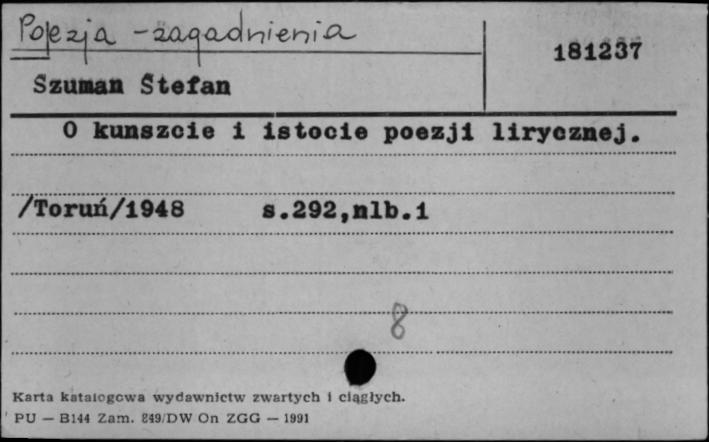 Poezja - zagadnienia
181237
Szuman Stefan
O kunszcie i istocie poezji lirycznej.
/Toruń/1948 s.292,nlb.1
8
Karta katalogowa wydawnictw zwartych i ciągłych.
PU — B144 Zam. 849/DW On ZGG — 1991